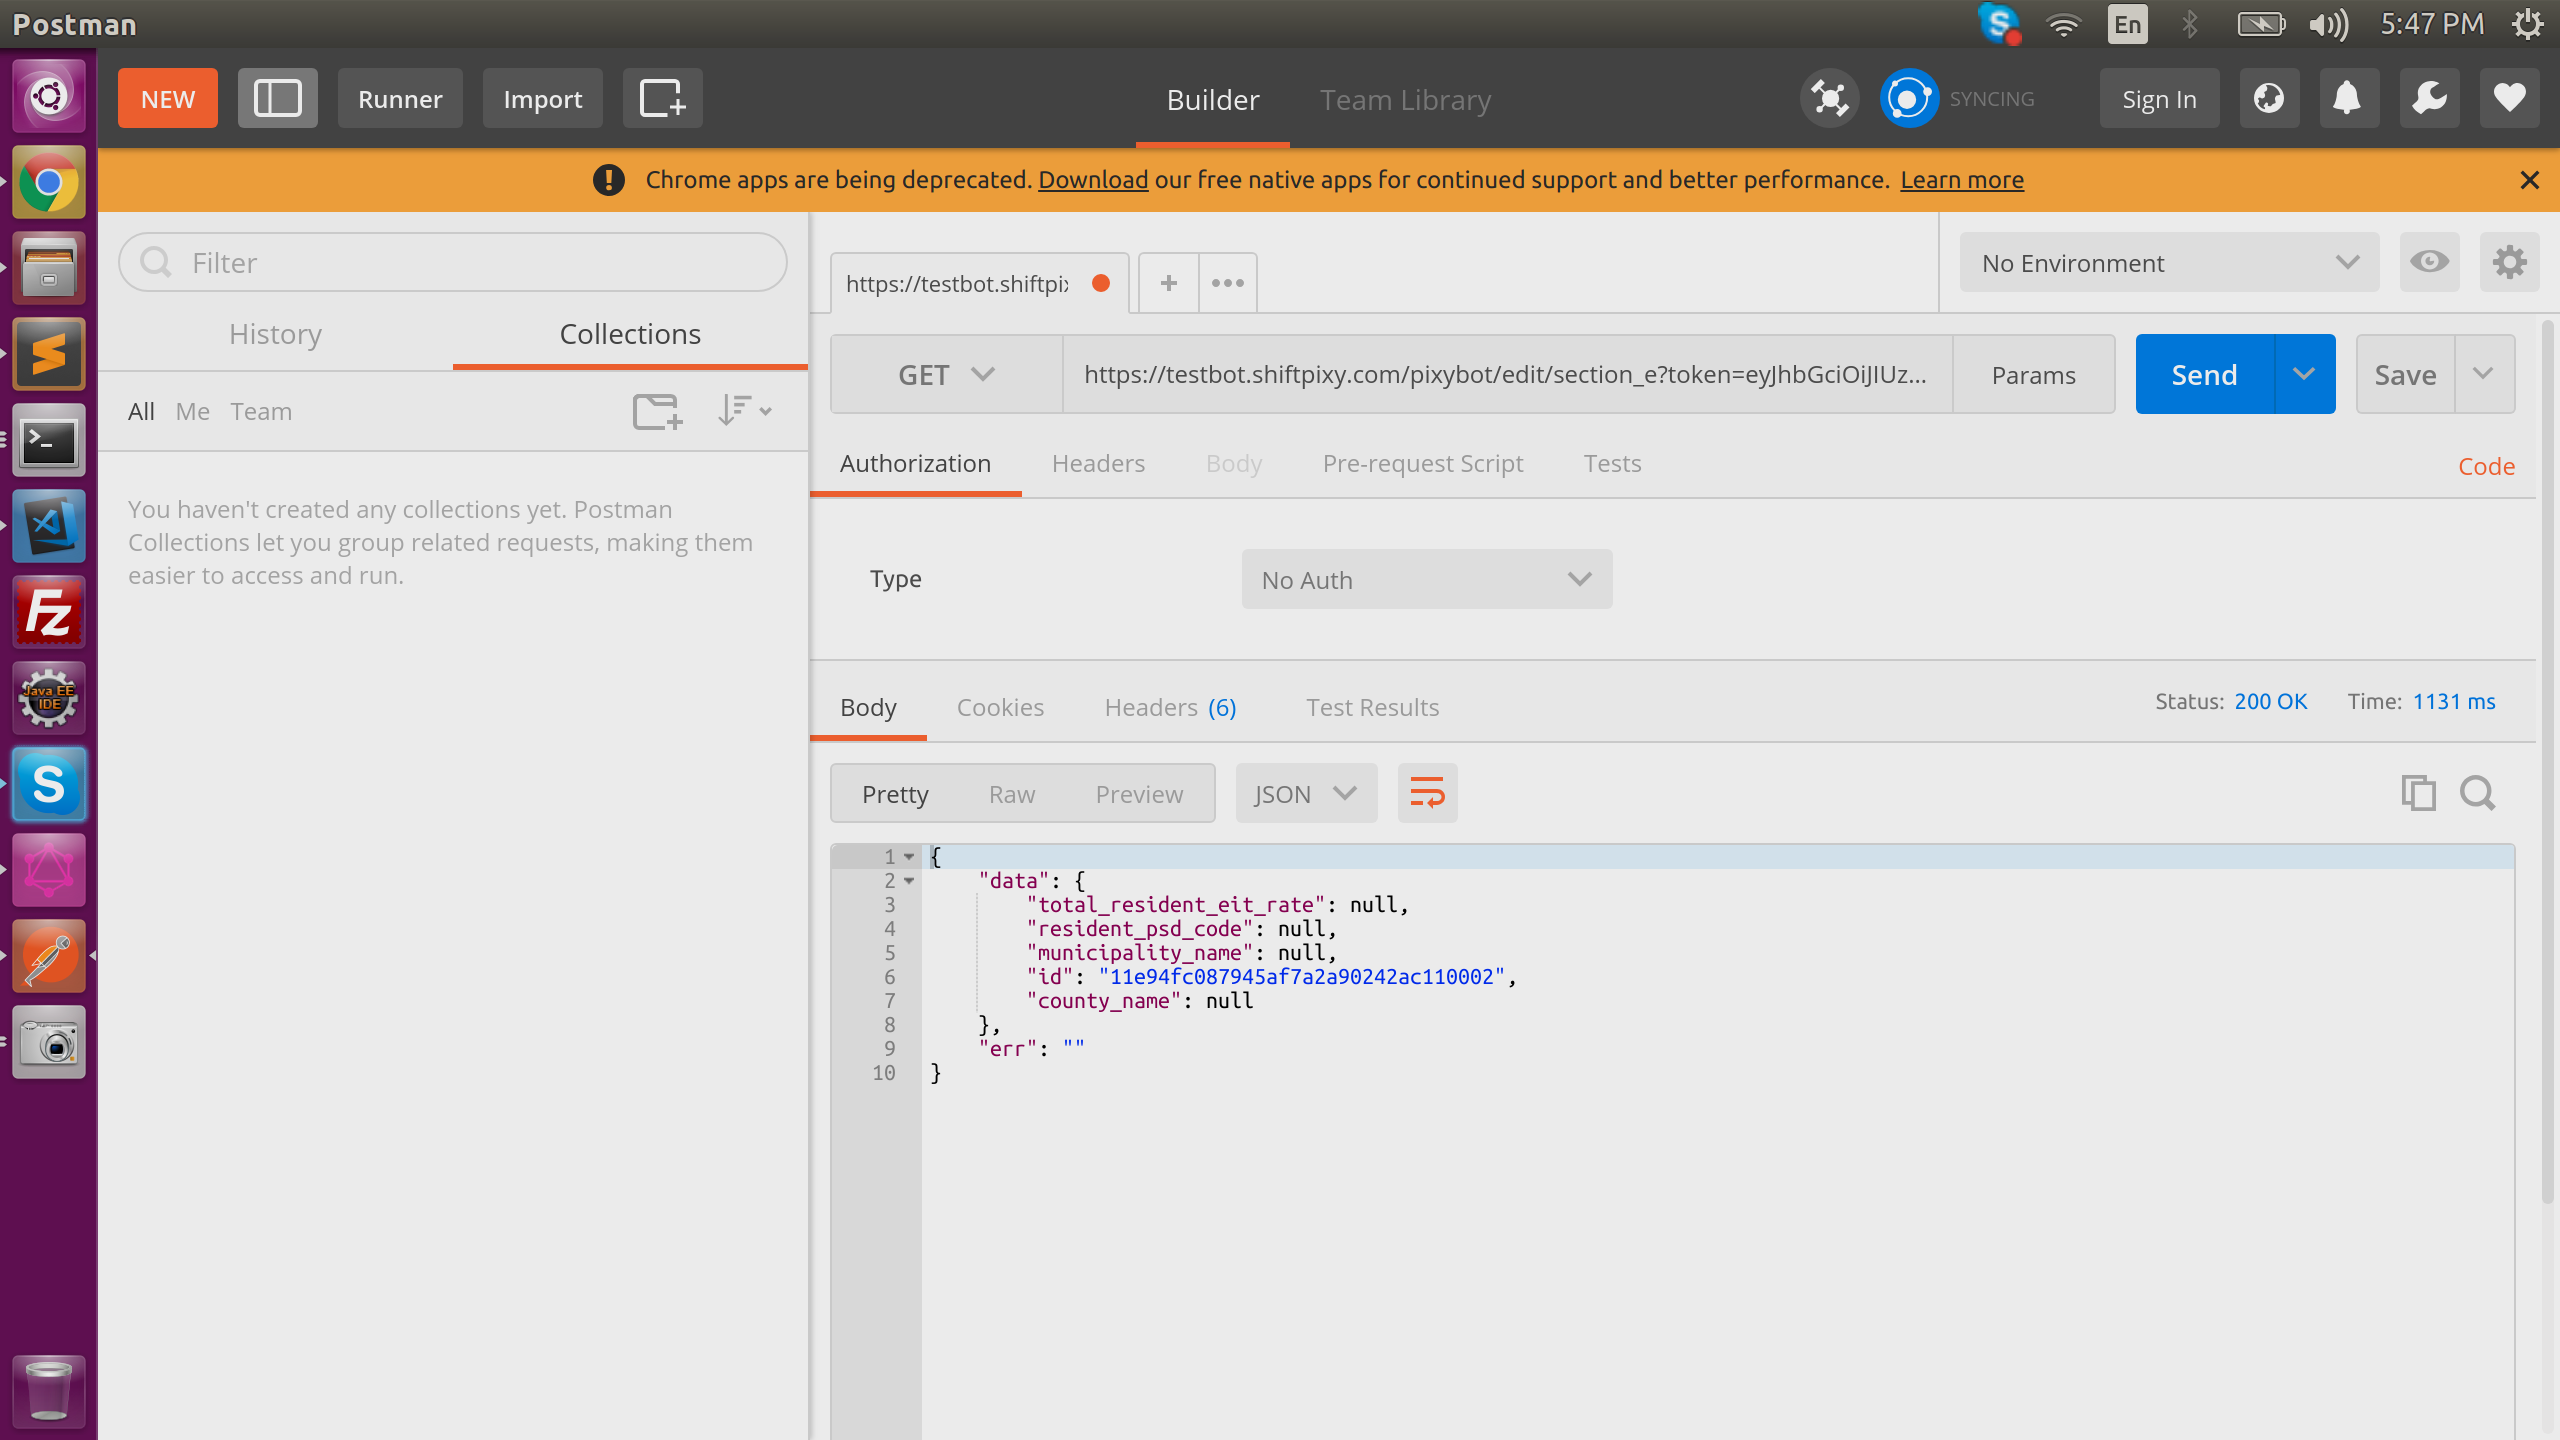 Postman
En
5:47 PM
NEW
Runner
Import
Builder
Team Library
SYNCING
Sign In
Chrome apps are being deprecated. Download our free native apps for continued support and better performance. Learn more
Filter
History
Collections
All Me Team
You haven't created any collections yet. Postman
Collections let you group related requests, making them
easier to access and run.
https://testbot.shiftpix
No Environment
GET
https://testbot.shiftpixy.com/pixybot/edit/section_e?token=eyJhbGciOiJIUz...
Params
Send
Save
Authorization
Headers
Body
Pre-request Script
Tests
Code
Type
No Auth
Body
Cookies
Headers (6)
Test Results
Status: 200 OK
Time: 1131 ms
Pretty
Raw
Preview
JSON
1 {
2 "data": {
3 "total_resident_eit_rate": null,
4 "resident_psd_code": null,
5 "municipality_name": null,
6 "id": "11e94fc087945af7a2a90242ac110002",
7 "county_name": null
8 },
9 "err": ""
10 }
Java EE
IDE